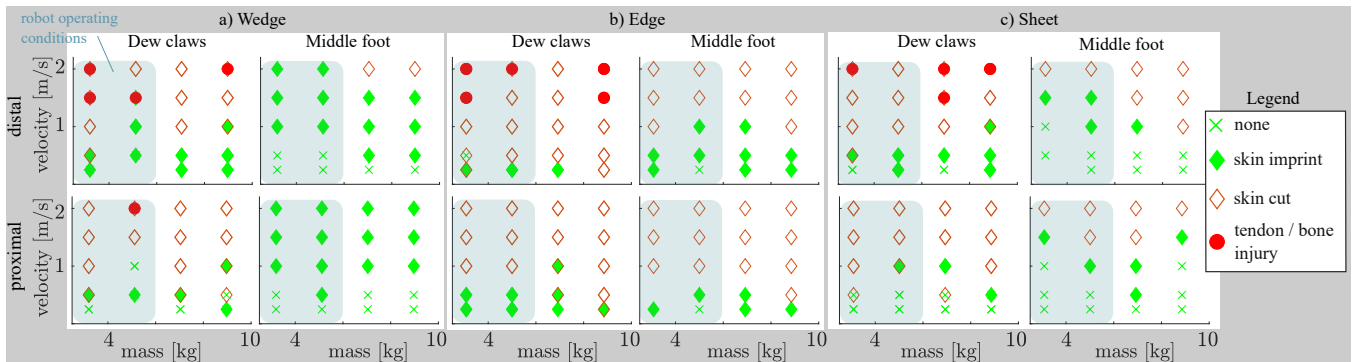 robot operating
conditions
a) Wedge
b) Edge
c) Sheet
Dew claws
Middle foot
Dew claws
Middle foot
Dew claws
Middle foot
distal
velocity [m/s]
2
1
proximal
velocity [m/s]
2
1
4
mass [kg]
10
4
mass [kg]
10
4
mass [kg]
10
4
mass [kg]
10
4
mass [kg]
10
4
mass [kg]
10
Legend
none
skin imprint
skin cut
tendon / bone
injury